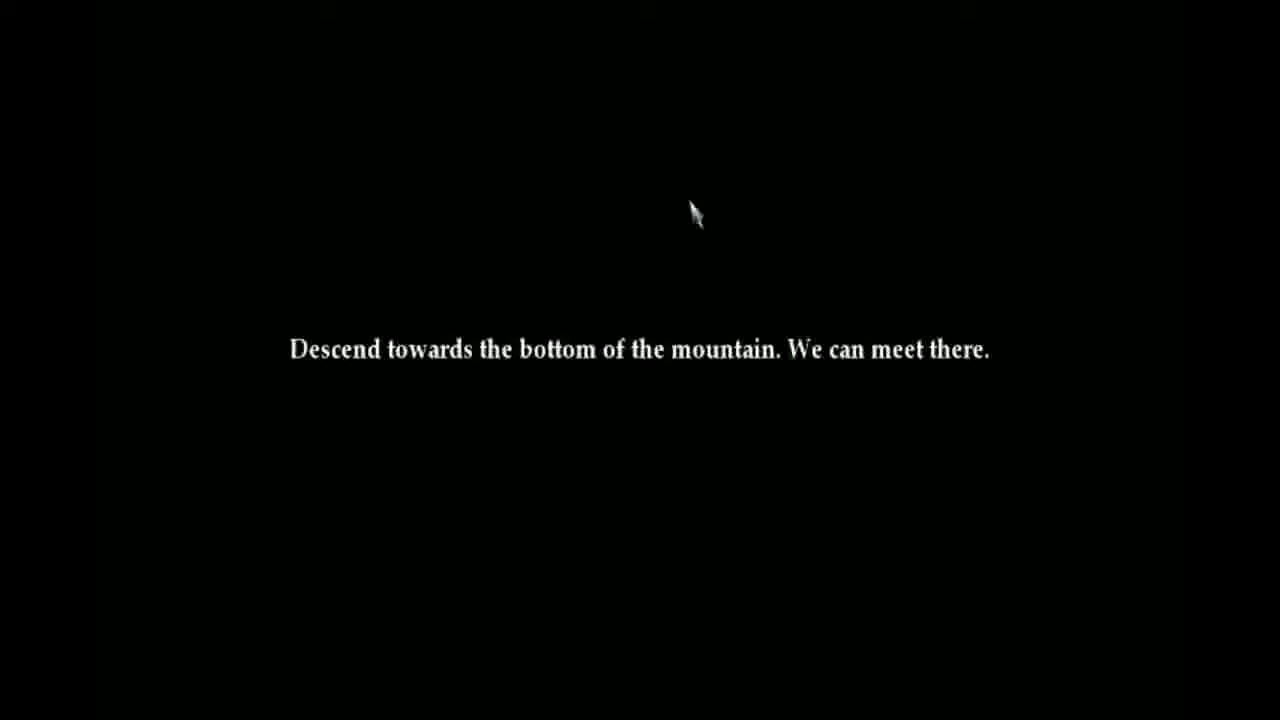 Descend towards the bottom of the mountain. We can meet there.